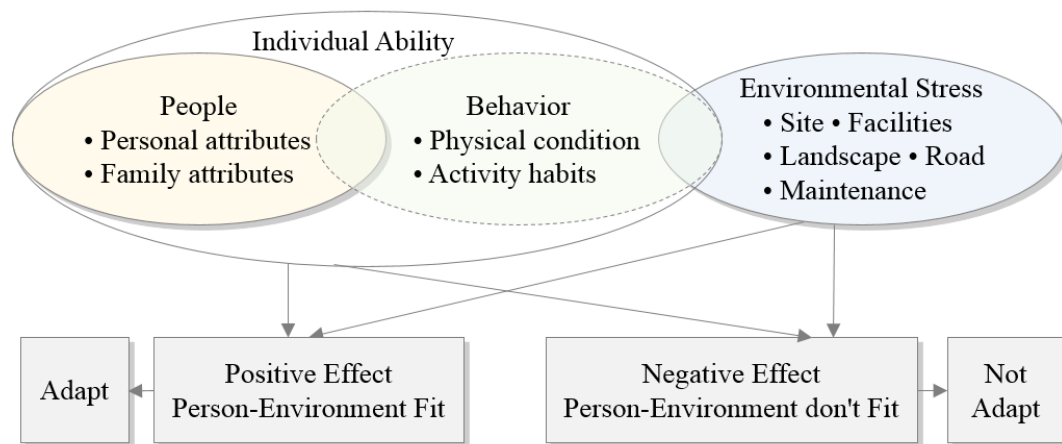 Individual Ability
People
• Personal attributes
• Family attributes
Behavior
• Physical condition
• Activity habits
Environmental Stress
• Site • Facilities
• Landscape • Road
• Maintenance
Adapt
Positive Effect
Person-Environment Fit
Negative Effect
Person-Environment don't Fit
Not
Adapt